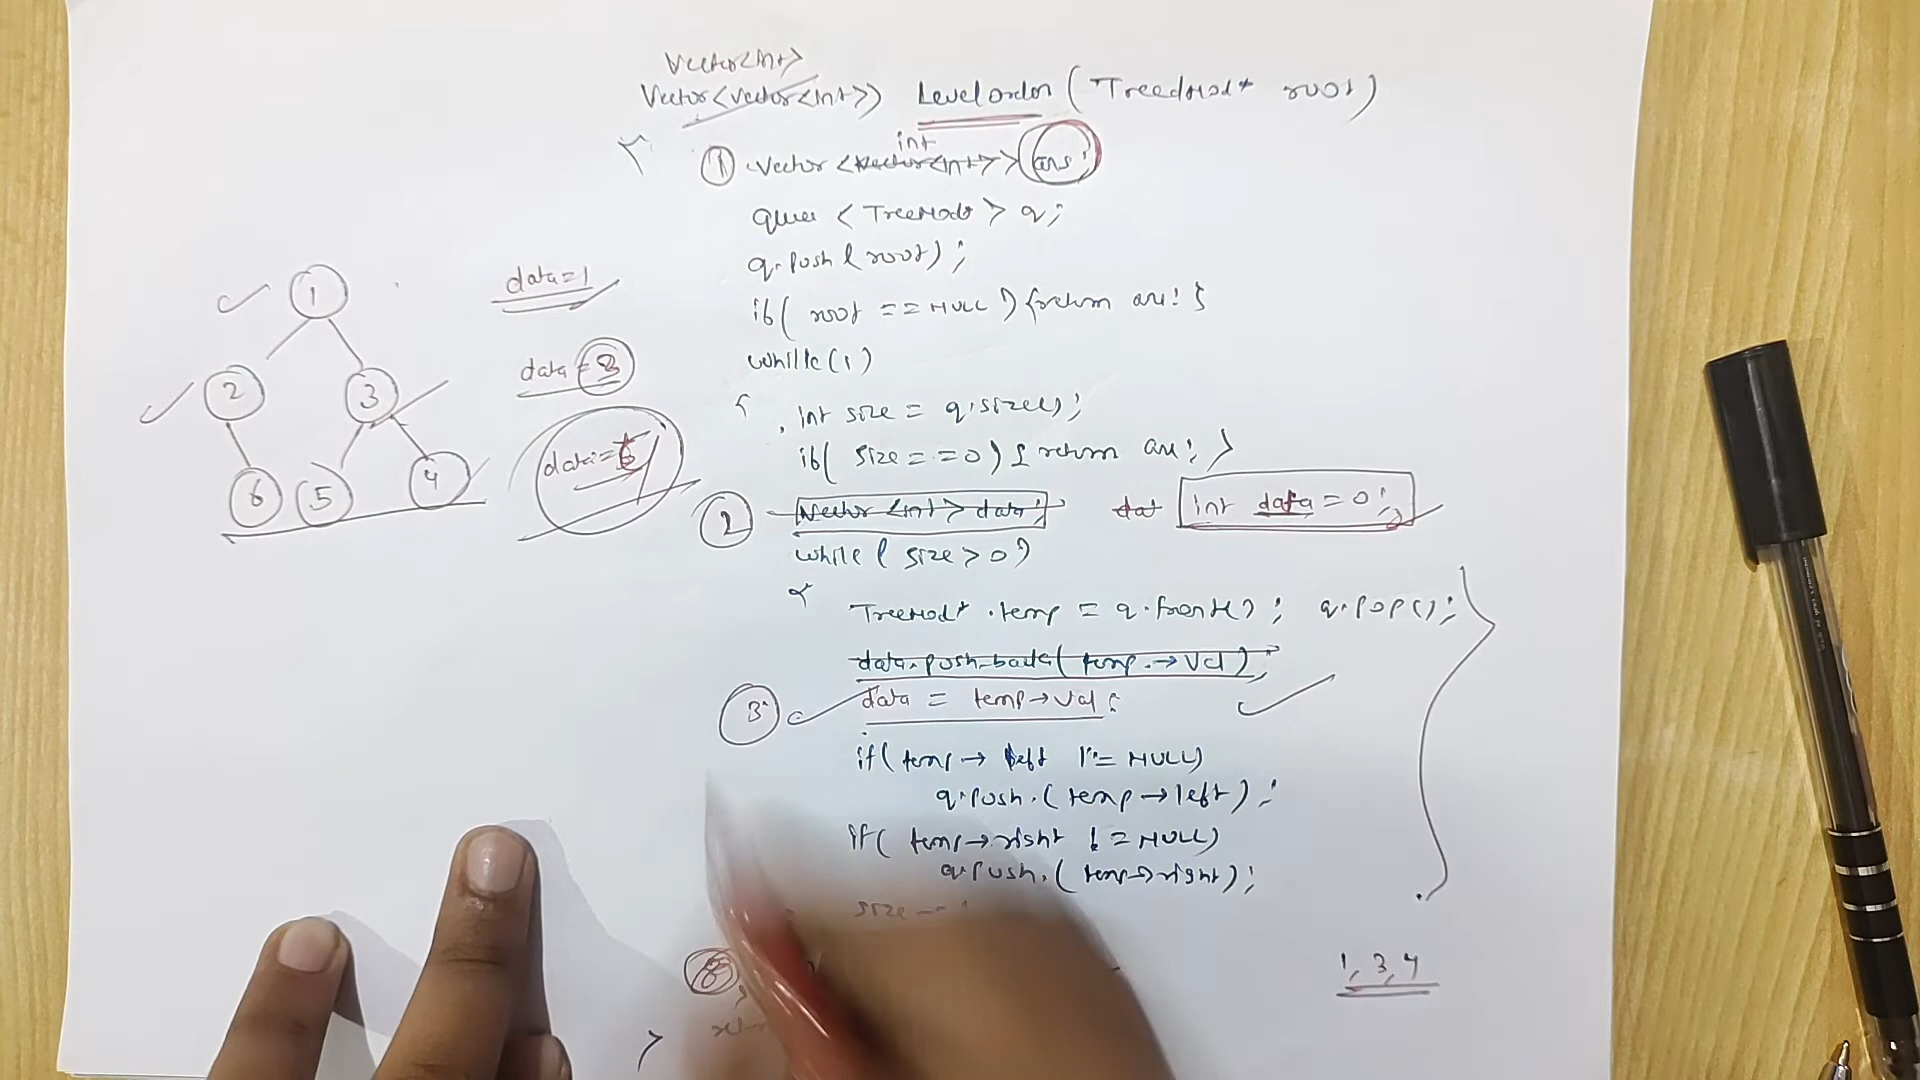 Vector<int>
Vector<Vector<int>> Levelorder (TreeNode* root)
{
int
① Vector <Vector<int>> ans;
queue <TreeNode*> q;
q.push (root);
if( root == NULL ) {return ans; }
while(1)
{
int size = q.size();
if( size == 0) { return ans; }
② Vector <int> data; dat int data = 0;
while ( size > 0)
{
TreeNode* temp = q.front(); q.pop();
data.push_back( temp → val );
③ data = temp → val;
if( temp → left != NULL)
q.push.( temp → left );
if( temp → right != NULL)
q.push.( temp → right );
size --
1
data=1
2
3
data = 3
6
5
4
data =
1, 3, 4
}